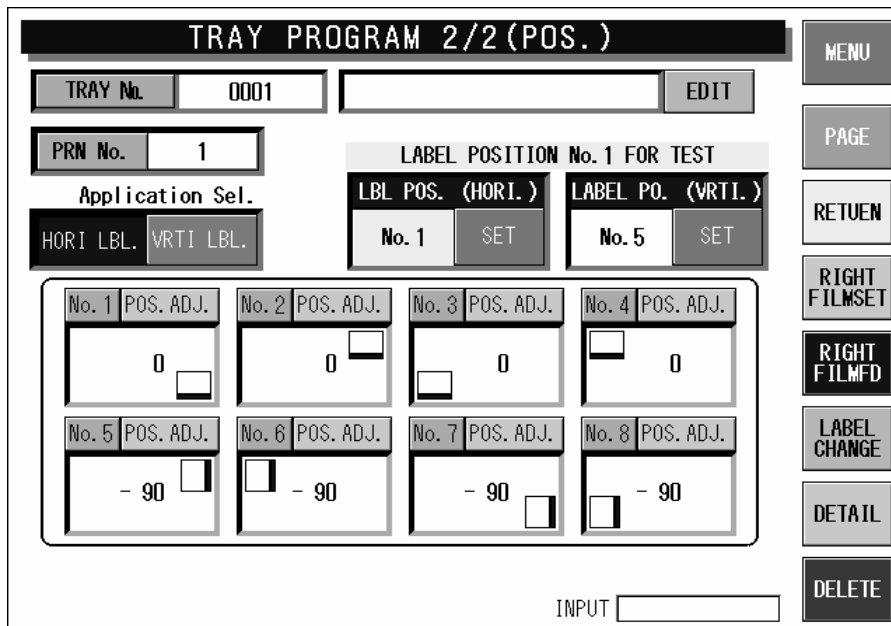 TRAY PROGRAM 2/2(POS.)
MENU
TRAY No. 0001 EDIT
PRN No. 1
PAGE
LABEL POSITION No.1 FOR TEST
Application Sel.
LBL POS. (HORI.) LABEL PO. (VRTI.)
RETUEN
HORI LBL. VRTI LBL.
No.1 SET No.5 SET
RIGHT
FILMSET
No.1 POS.ADJ. No.2 POS.ADJ. No.3 POS.ADJ. No.4 POS.ADJ.
0 0 0 0
RIGHT
FILMFD
No.5 POS.ADJ. No.6 POS.ADJ. No.7 POS.ADJ. No.8 POS.ADJ.
LABEL
CHANGE
- 90 - 90 - 90 - 90
DETAIL
DELETE
INPUT